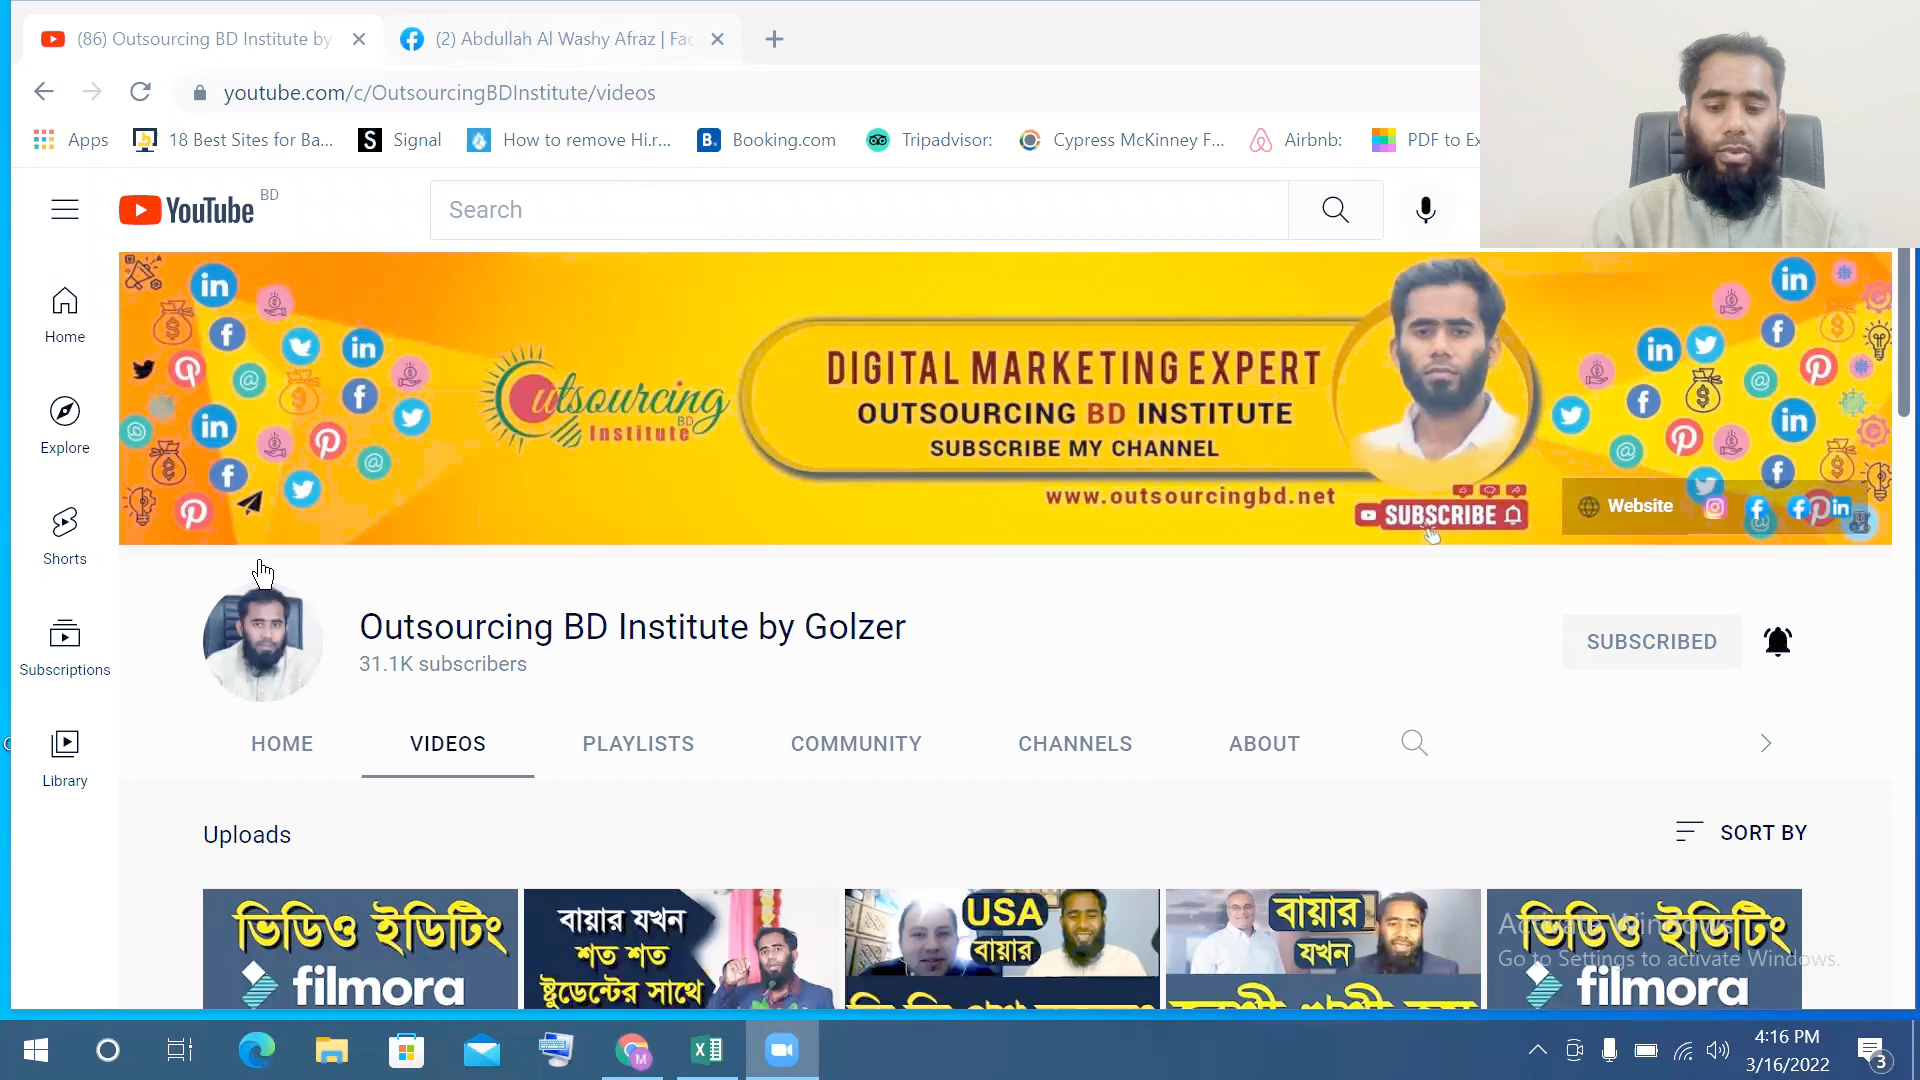 (86) Outsourcing BD Institute by
(2) Abdullah Al Washy Afraz | Fac
youtube.com/c/OutsourcingBDInstitute/videos
Apps
18 Best Sites for Ba...
Signal
How to remove Hi.r...
Booking.com
Tripadvisor:
Cypress McKinney F...
Airbnb:
PDF to Ex
YouTube BD
Search
Home
Explore
Shorts
Subscriptions
Library
Outsourcing
BD
Institute
DIGITAL MARKETING EXPERT
OUTSOURCING BD INSTITUTE
SUBSCRIBE MY CHANNEL
www.outsourcingbd.net
SUBSCRIBE
Website
Outsourcing BD Institute by Golzer
31.1K subscribers
SUBSCRIBED
HOME
VIDEOS
PLAYLISTS
COMMUNITY
CHANNELS
ABOUT
Uploads
SORT BY
ভিডিও ইডিটিং
filmora
বায়ার যখন
শত শত
ষ্টুডেন্টের সাথে
USA
বায়ার
বায়ার
যখন
ভিডিও ইডিটিং
filmora
Activate Windows
Go to Settings to activate Windows.
4:16 PM
3/16/2022
3